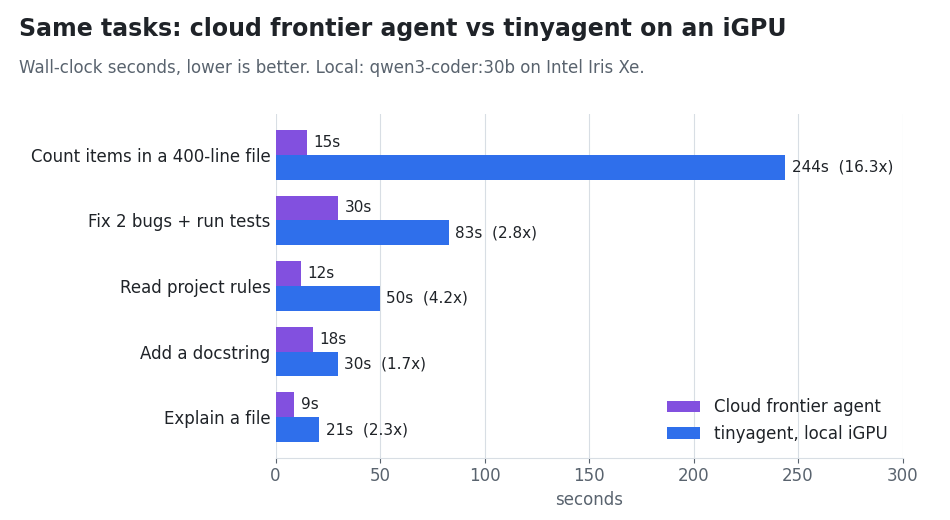 Same tasks: cloud frontier agent vs tinyagent on an iGPU
Wall-clock seconds, lower is better. Local: qwen3-coder:30b on Intel Iris Xe.
Count items in a 400-line file
15s
244s (16.3x)
Fix 2 bugs + run tests
30s
83s (2.8x)
Read project rules
12s
50s (4.2x)
Add a docstring
18s
30s (1.7x)
Explain a file
9s
21s (2.3x)
Cloud frontier agent
tinyagent, local iGPU
0 50 100 150 200 250 300
seconds